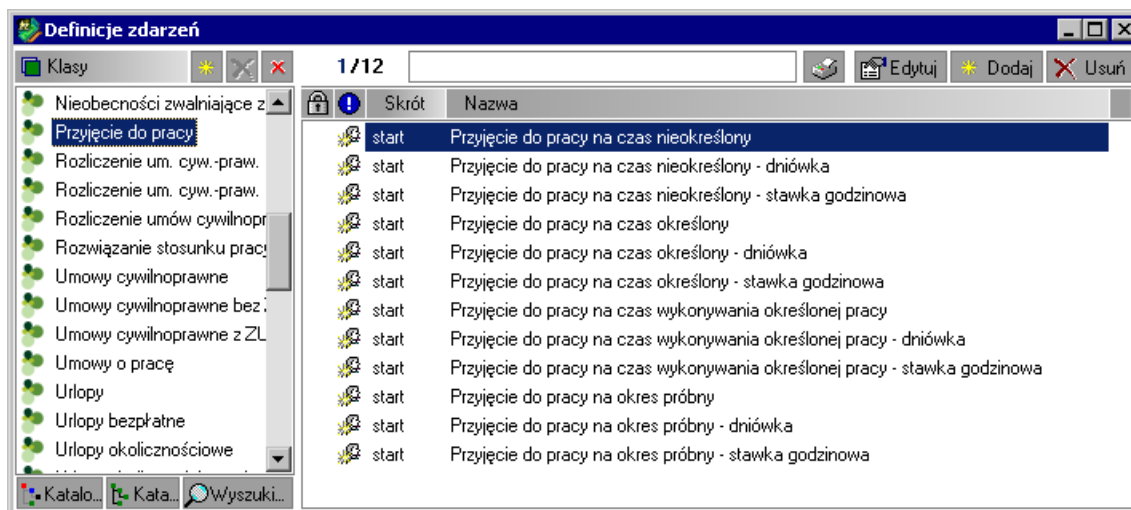 Definicje zdarzeń
Klasy
1/12
Edytuj
Dodaj
Usuń
Nieobecności zwalniające z
Przyjęcie do pracy
Rozliczenie um. cyw.-praw.
Rozliczenie um. cyw.-praw.
Rozliczenie umów cywilnopr
Rozwiązanie stosunku pracy
Umowy cywilnoprawne
Umowy cywilnoprawne bez
Umowy cywilnoprawne z ZU
Umowy o pracę
Urlopy
Urlopy bezpłatne
Urlopy okolicznościowe
Katalo...
Kata...
Wyszuki...
Skrót Nazwa
start Przyjęcie do pracy na czas nieokreślony
start Przyjęcie do pracy na czas nieokreślony - dniówka
start Przyjęcie do pracy na czas nieokreślony - stawka godzinowa
start Przyjęcie do pracy na czas określony
start Przyjęcie do pracy na czas określony - dniówka
start Przyjęcie do pracy na czas określony - stawka godzinowa
start Przyjęcie do pracy na czas wykonywania określonej pracy
start Przyjęcie do pracy na czas wykonywania określonej pracy - dniówka
start Przyjęcie do pracy na czas wykonywania określonej pracy - stawka godzinowa
start Przyjęcie do pracy na okres próbny
start Przyjęcie do pracy na okres próbny - dniówka
start Przyjęcie do pracy na okres próbny - stawka godzinowa